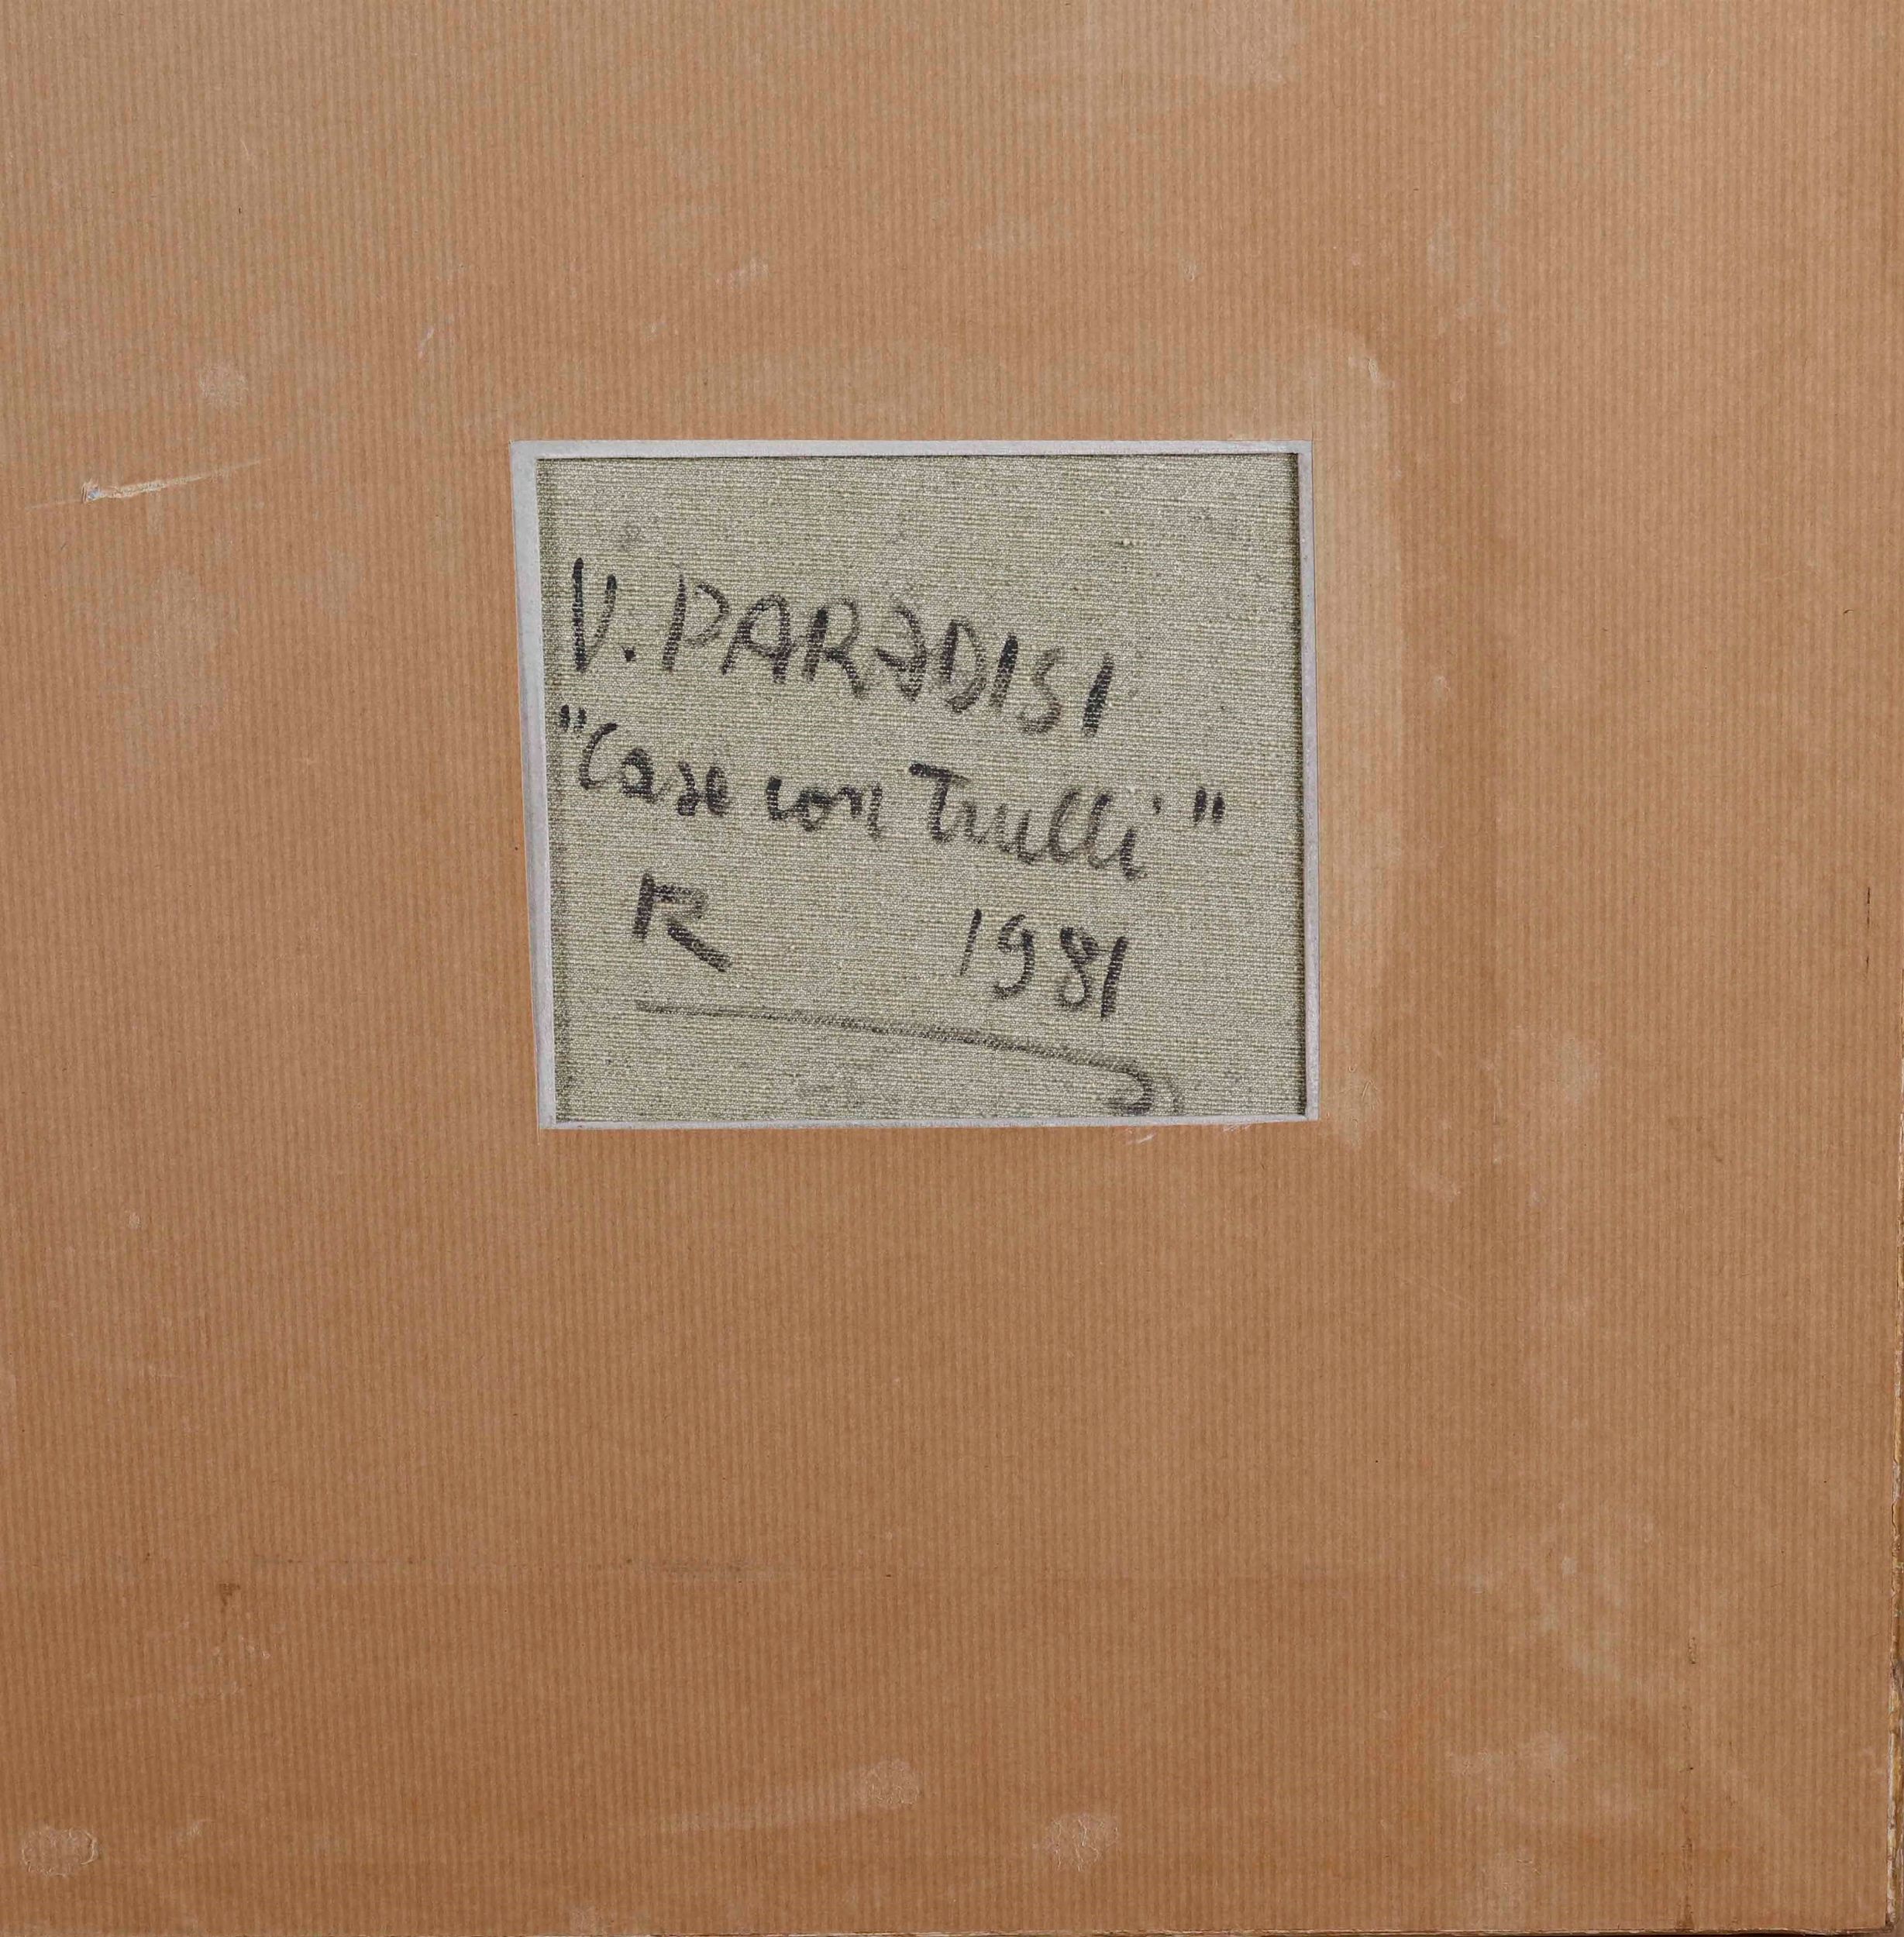 V. PARADISI
"Case con Trulli"
R 1981